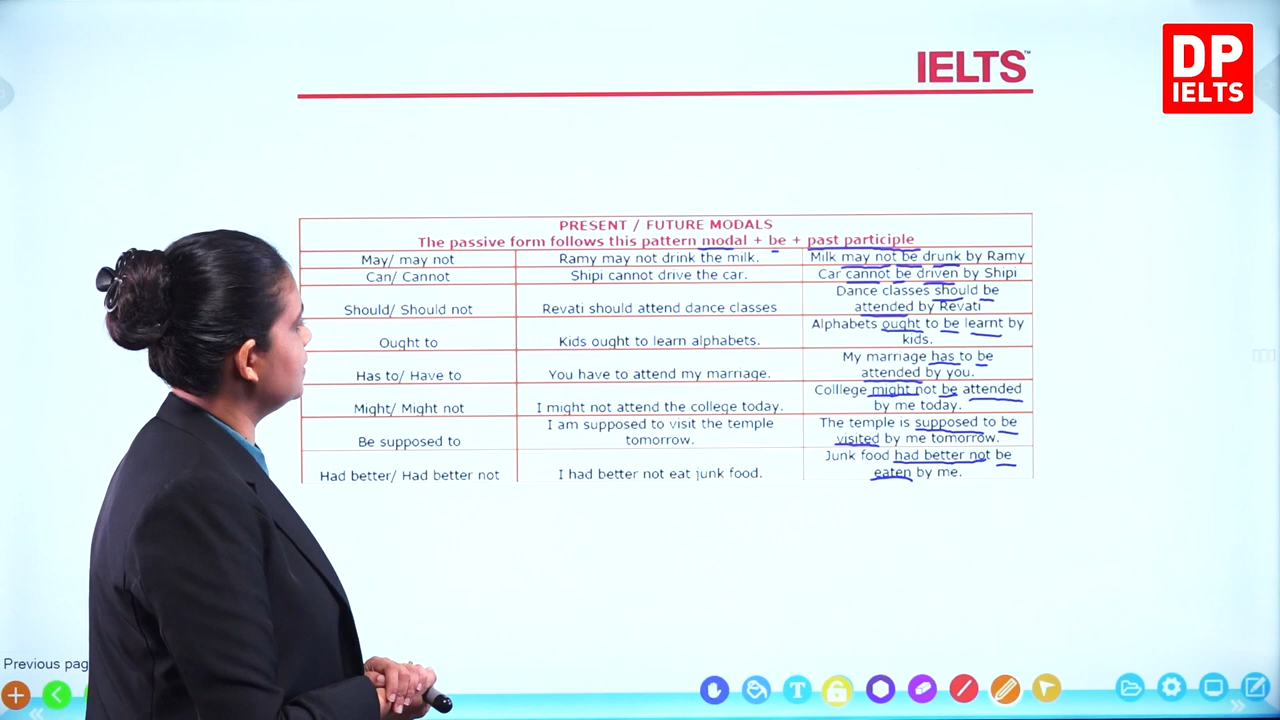 IELTS™
DP
IELTS
PRESENT / FUTURE MODALS
The passive form follows this pattern modal + be + past participle
May/ may not
Ramy may not drink the milk.
Milk may not be drunk by Ramy
Can/ Cannot
Shipi cannot drive the car.
Car cannot be driven by Shipi
Should/ Should not
Revati should attend dance classes
Dance classes should be
attended by Revati
Ought to
Kids ought to learn alphabets.
Alphabets ought to be learnt by
kids.
Has to/ Have to
You have to attend my marriage.
My marriage has to be
attended by you.
Might/ Might not
I might not attend the college today.
Colllege might not be attended
by me today.
Be supposed to
I am supposed to visit the temple
tomorrow.
The temple is supposed to be
visited by me tomorrow.
Had better/ Had better not
I had better not eat junk food.
Junk food had better not be
eaten by me.
Previous pag
T